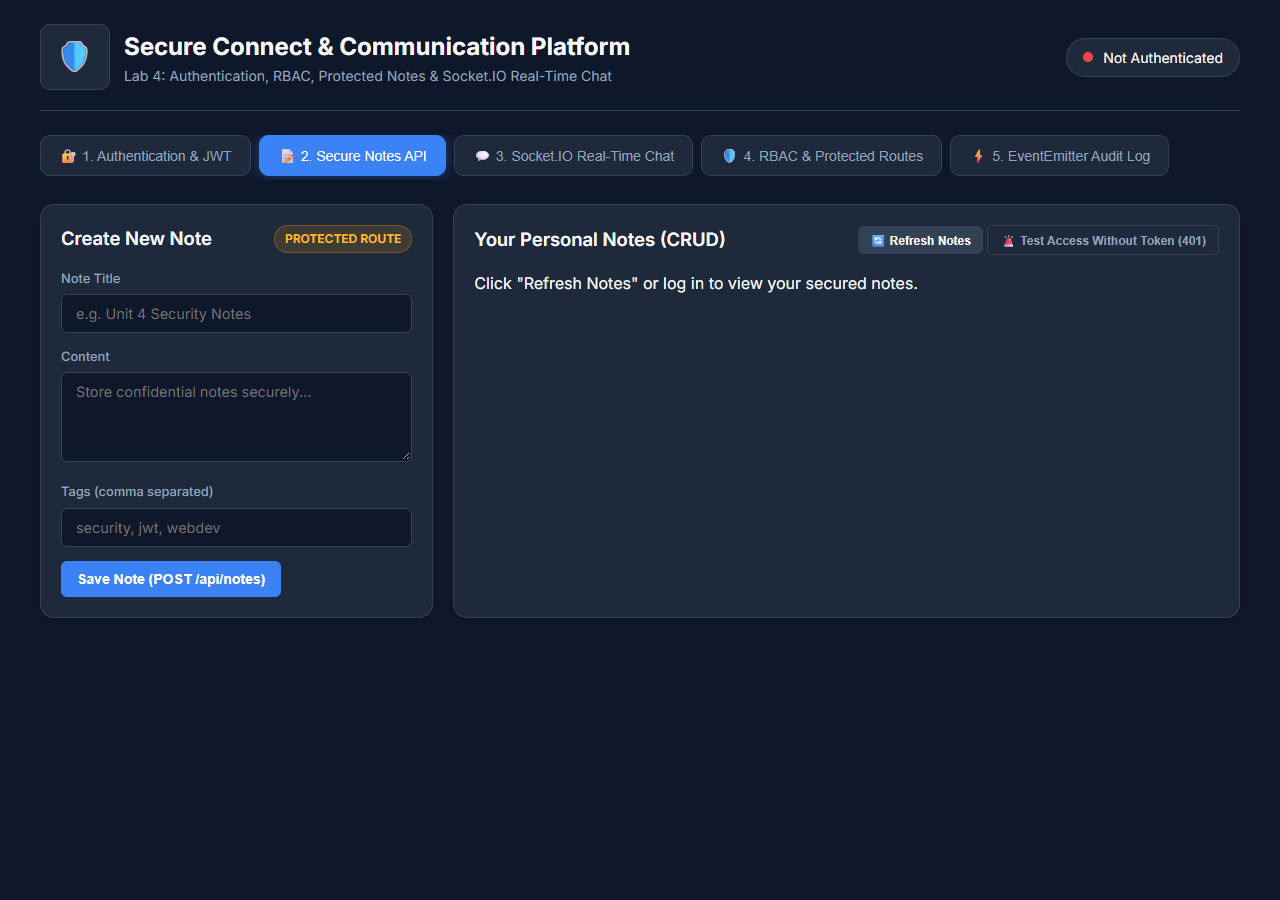 Secure Connect & Communication Platform
Lab 4: Authentication, RBAC, Protected Notes & Socket.IO Real-Time Chat
Not Authenticated
1. Authentication & JWT
2. Secure Notes API
3. Socket.IO Real-Time Chat
4. RBAC & Protected Routes
5. EventEmitter Audit Log
Create New Note
PROTECTED ROUTE
Note Title
e.g. Unit 4 Security Notes
Content
Store confidential notes securely...
Tags (comma separated)
security, jwt, webdev
Save Note (POST /api/notes)
Your Personal Notes (CRUD)
Refresh Notes
Test Access Without Token (401)
Click "Refresh Notes" or log in to view your secured notes.